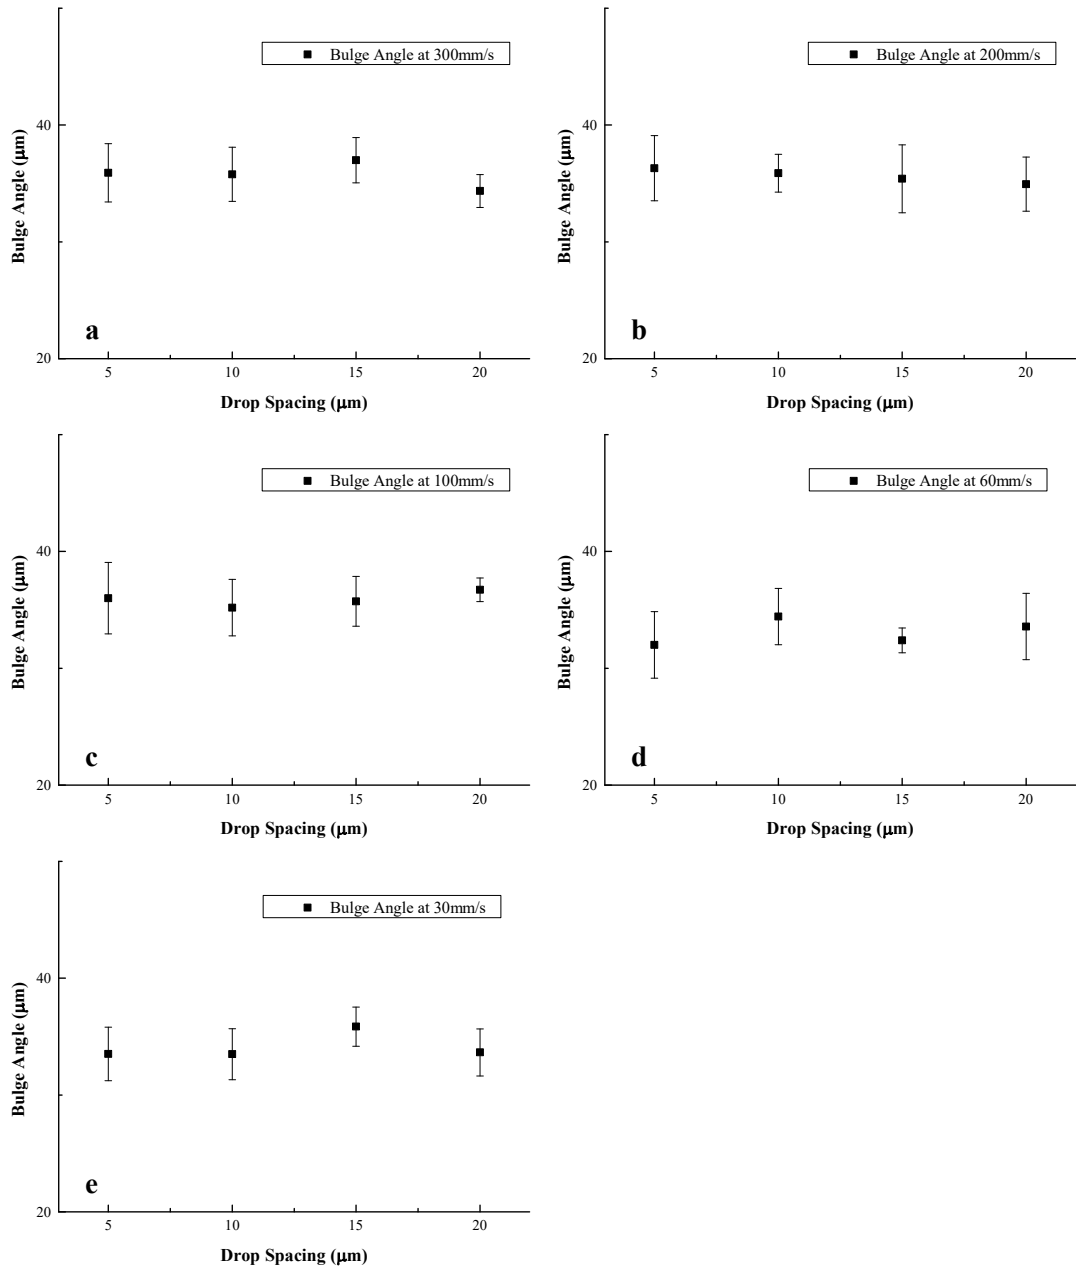 Bulge Angle at 300mm/s
40
20
Bulge Angle (μm)
a
5 10 15 20
Drop Spacing (μm)
Bulge Angle at 200mm/s
40
20
Bulge Angle (μm)
b
5 10 15 20
Drop Spacing (μm)
Bulge Angle at 100mm/s
40
20
Bulge Angle (μm)
c
5 10 15 20
Drop Spacing (μm)
Bulge Angle at 60mm/s
40
20
Bulge Angle (μm)
d
5 10 15 20
Drop Spacing (μm)
Bulge Angle at 30mm/s
40
20
Bulge Angle (μm)
e
5 10 15 20
Drop Spacing (μm)